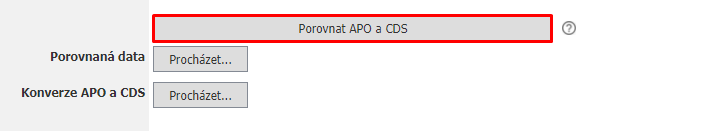 Porovnat APO a CDS
Porovnaná data Procházet...
Konverze APO a CDS Procházet...